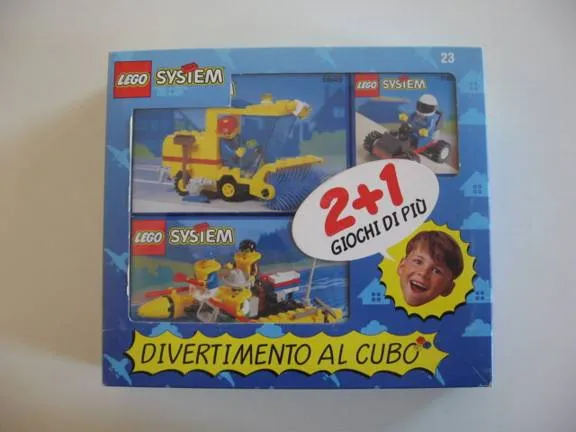 23
LEGO SYSTEM
LEGO SYSTEM
2+1
GIOCHI DI PIÙ
LEGO SYSTEM
DIVERTIMENTO AL CUBO